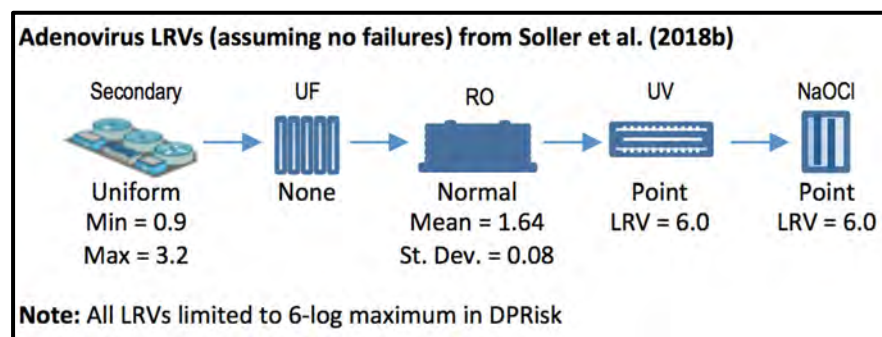 Adenovirus LRVs (assuming no failures) from Soller et al. (2018b)
Secondary UF RO UV NaOCl
Uniform None Normal Point Point
Min = 0.9 Mean = 1.64 LRV = 6.0 LRV = 6.0
Max = 3.2 St. Dev. = 0.08
Note: All LRVs limited to 6-log maximum in DPRisk